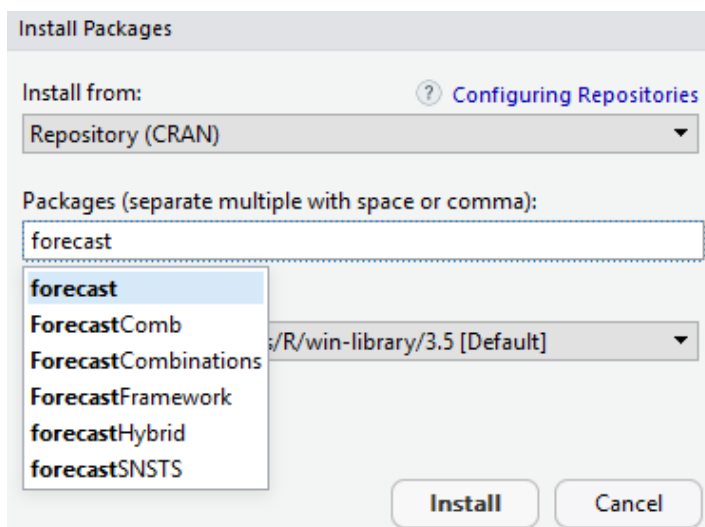 Install Packages
Install from:
? Configuring Repositories
Repository (CRAN)
Packages (separate multiple with space or comma):
forecast
forecast
ForecastComb
s/R/win-library/3.5 [Default]
ForecastCombinations
ForecastFramework
forecastHybrid
forecastSNSTS
Install
Cancel